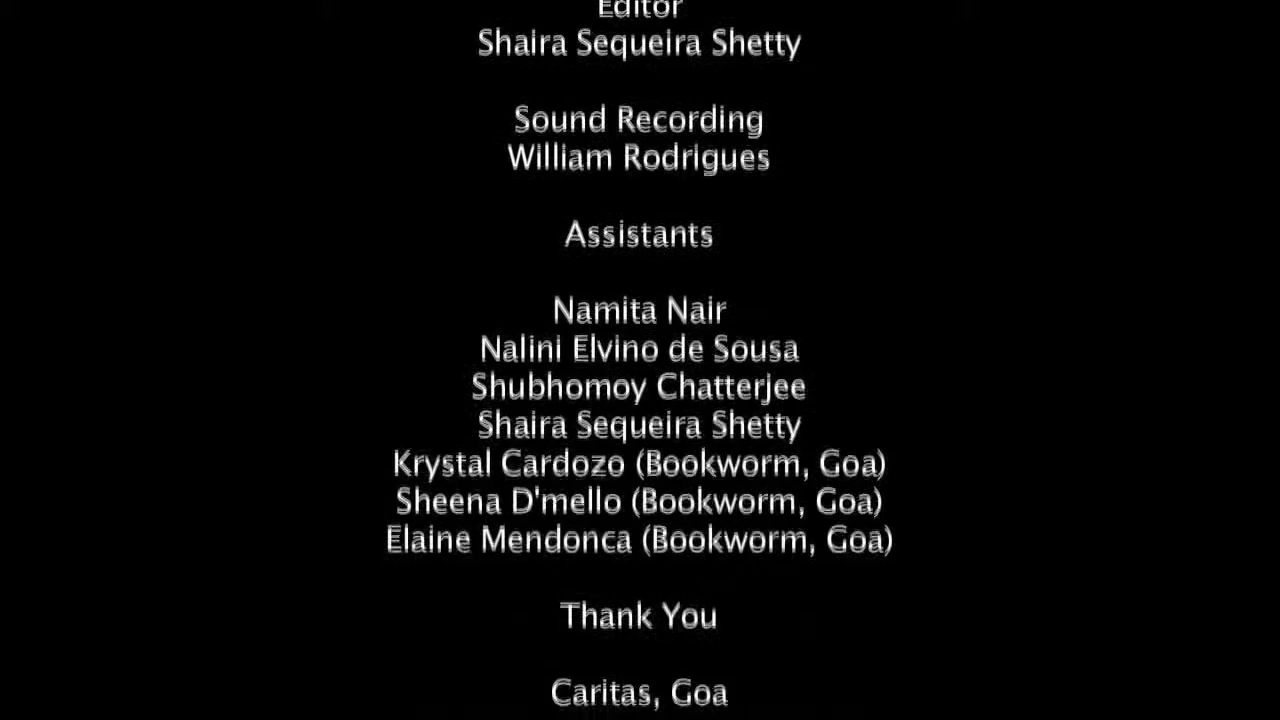 Editor
Shaira Sequeira Shetty
Sound Recording
William Rodrigues
Assistants
Namita Nair
Nalini Elvino de Sousa
Shubhomoy Chatterjee
Shaira Sequeira Shetty
Krystal Cardozo (Bookworm, Goa)
Sheena D'mello (Bookworm, Goa)
Elaine Mendonca (Bookworm, Goa)
Thank You
Caritas, Goa